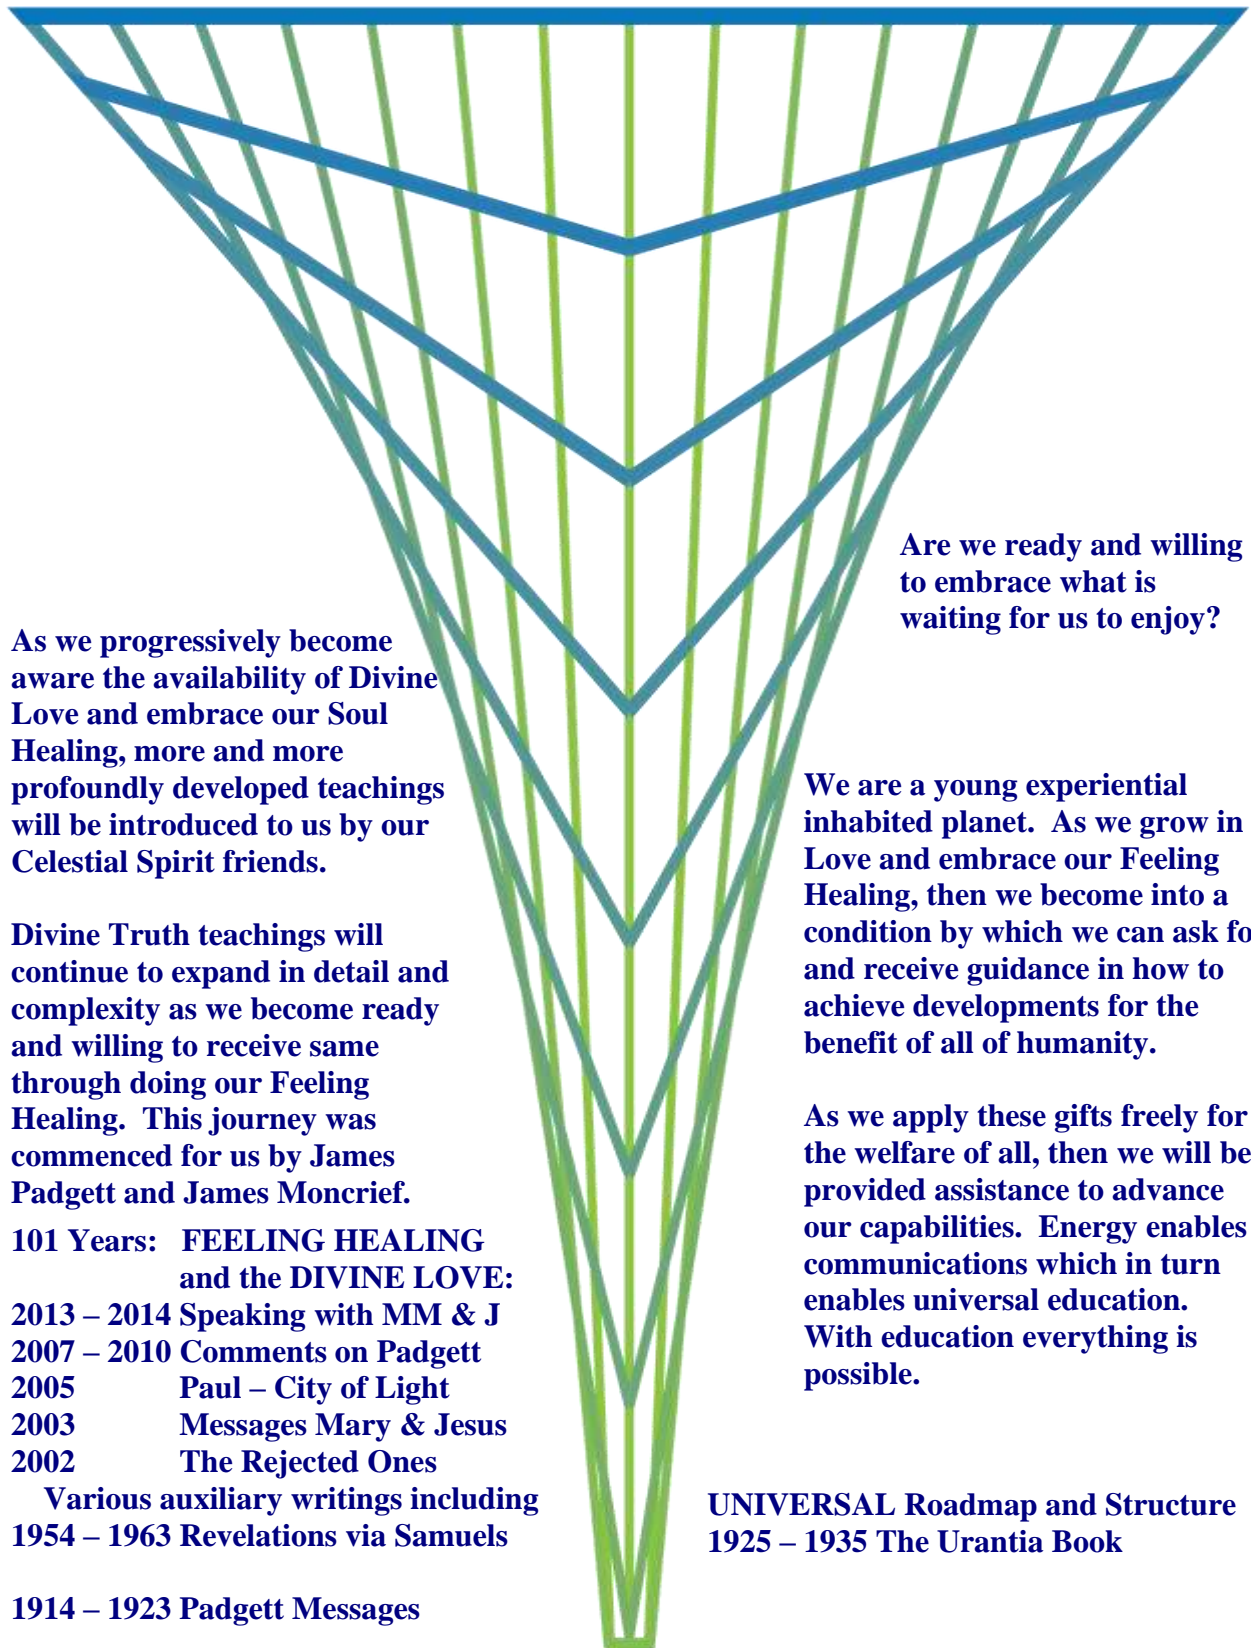 Are we ready and willing
to embrace what is
waiting for us to enjoy?
As we progressively become
aware the availability of Divine
Love and embrace our Soul
Healing, more and more
profoundly developed teachings
will be introduced to us by our
Celestial Spirit friends.
Divine Truth teachings will
continue to expand in detail and
complexity as we become ready
and willing to receive same
through doing our Feeling
Healing.  This journey was
commenced for us by James
Padgett and James Moncrief.
101 Years:   FEELING HEALING
and the DIVINE LOVE:
2013 – 2014 Speaking with MM & J
2007 – 2010 Comments on Padgett
2005 Paul – City of Light
2003 Messages Mary & Jesus
2002 The Rejected Ones
Various auxiliary writings including
1954 – 1963 Revelations via Samuels
1914 – 1923 Padgett Messages
We are a young experiential
inhabited planet.  As we grow in
Love and embrace our Feeling
Healing, then we become into a
condition by which we can ask fo
and receive guidance in how to
achieve developments for the
benefit of all of humanity.
As we apply these gifts freely for
the welfare of all, then we will be
provided assistance to advance
our capabilities.  Energy enables
communications which in turn
enables universal education.
With education everything is
possible.
UNIVERSAL Roadmap and Structure
1925 – 1935 The Urantia Book